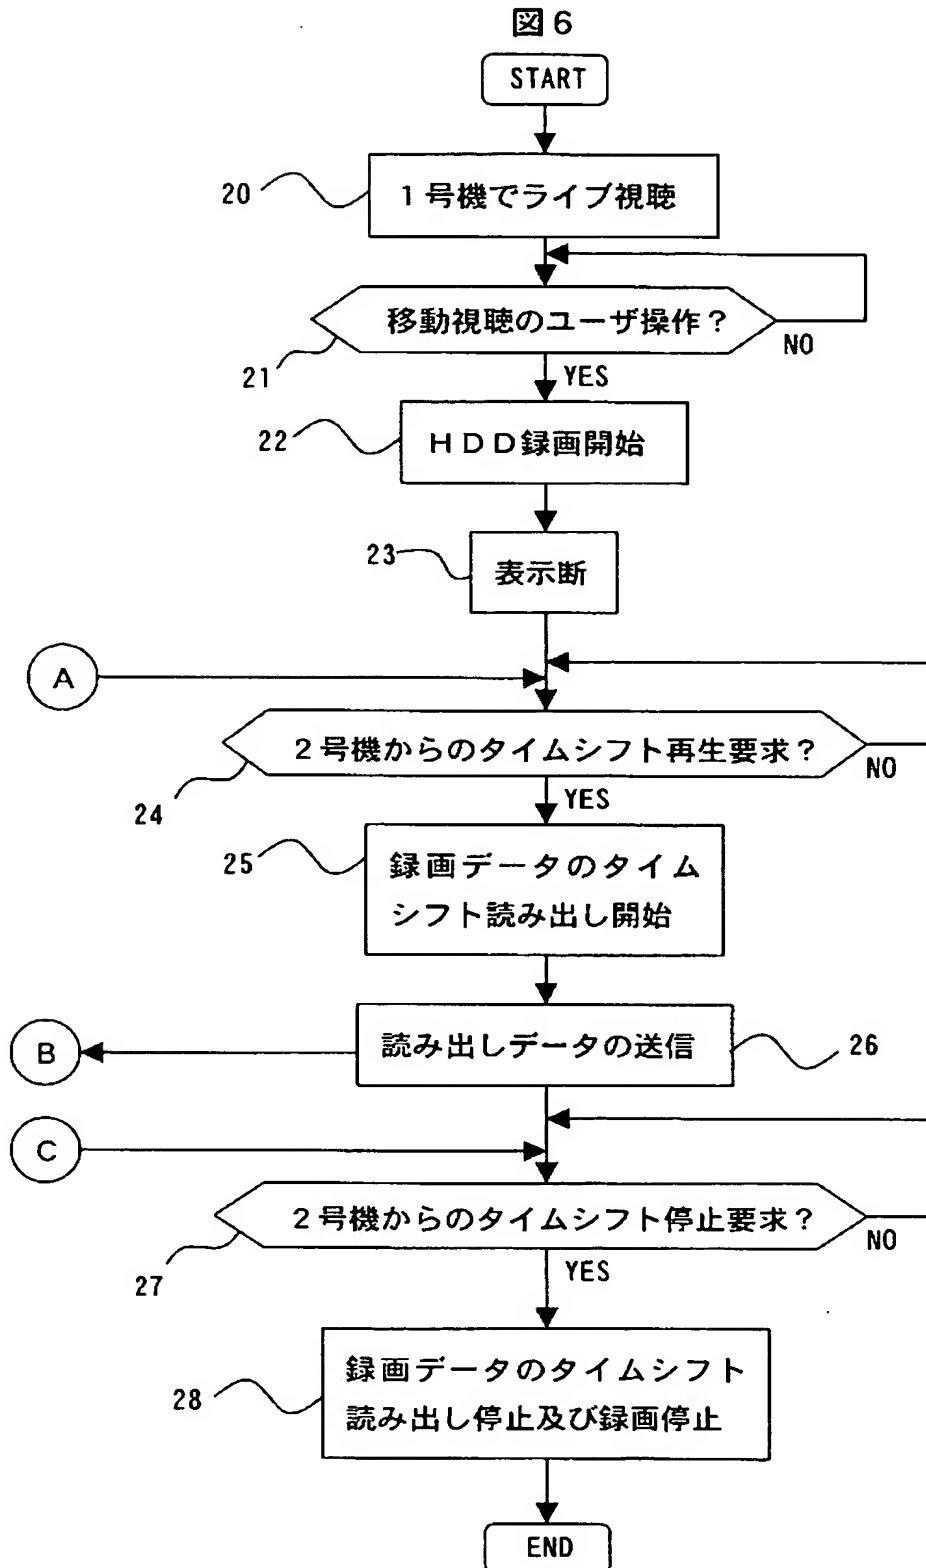 図6
START
20
1号機でライブ視聴
移動視聴のユーザ操作？
NO
21
YES
22
HDD録画開始
23
表示断
A
2号機からのタイムシフト再生要求？
NO
24
YES
25
録画データのタイム
シフト読み出し開始
B
読み出しデータの送信
26
C
2号機からのタイムシフト停止要求？
NO
27
YES
28
録画データのタイムシフト
読み出し停止及び録画停止
END